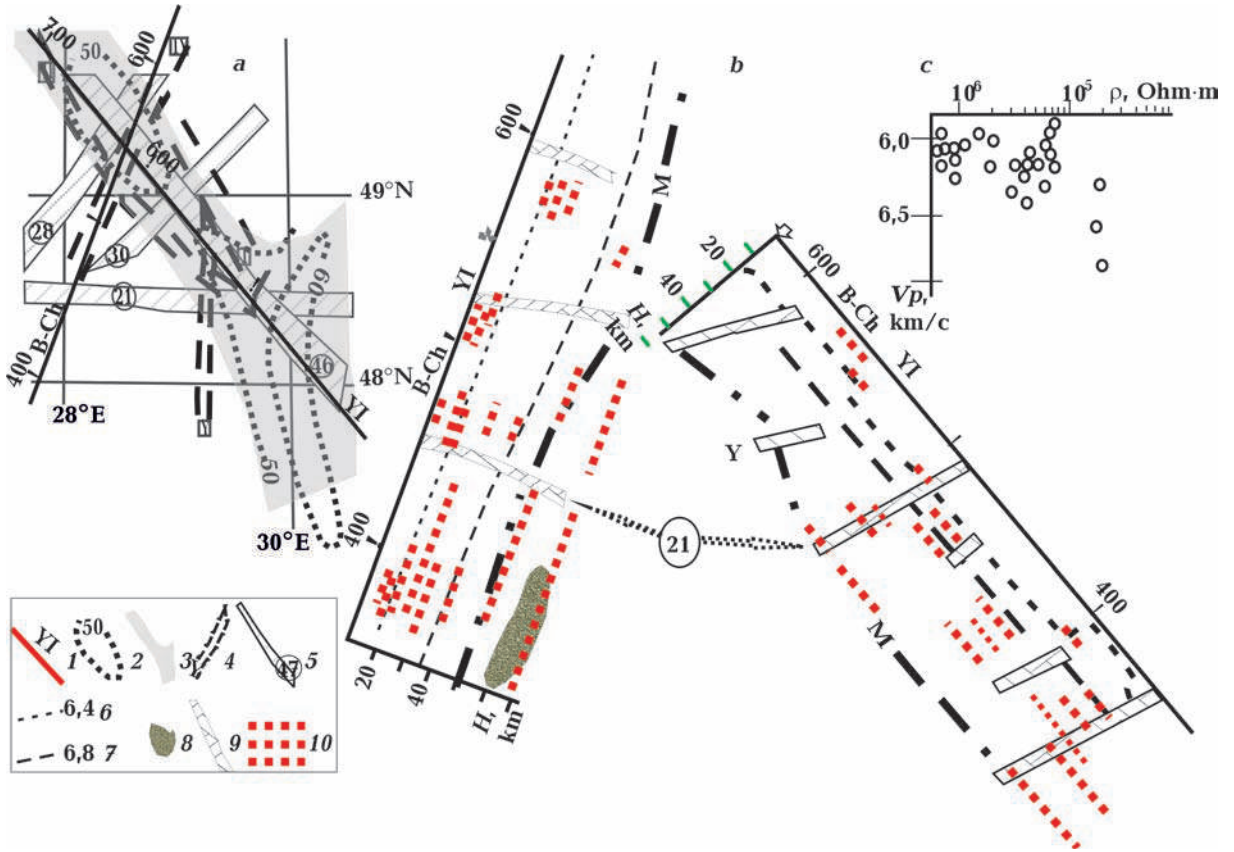 a
700
50
600
600
49°N
28
30
21
B-Ch
400
28°E
60
46
48°N
YI
50
30°E
b
600
M
YI
B-Ch
400
20
40
H,
km
20
40
H,
km
600
B-Ch
YI
400
Y
21
M
c
10⁶
10⁵
ρ, Ohm·m
6,0
6,5
Vp,
km/c
YI
1
50
2
3
Y
4
47
5
6,4
6
6,8
7
8
9
10